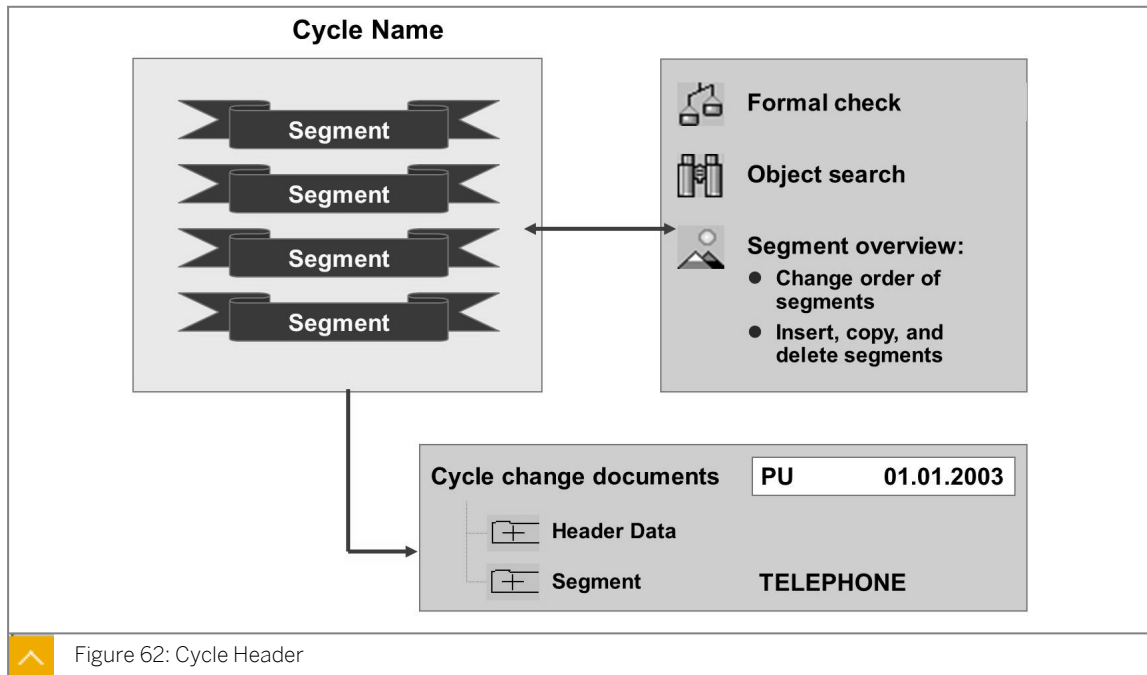 Cycle Name
Segment
Segment
Segment
Segment
Formal check
Object search
Segment overview:
● Change order of
segments
● Insert, copy, and
delete segments
Cycle change documents
PU 01.01.2003
Header Data
Segment TELEPHONE
Figure 62: Cycle Header